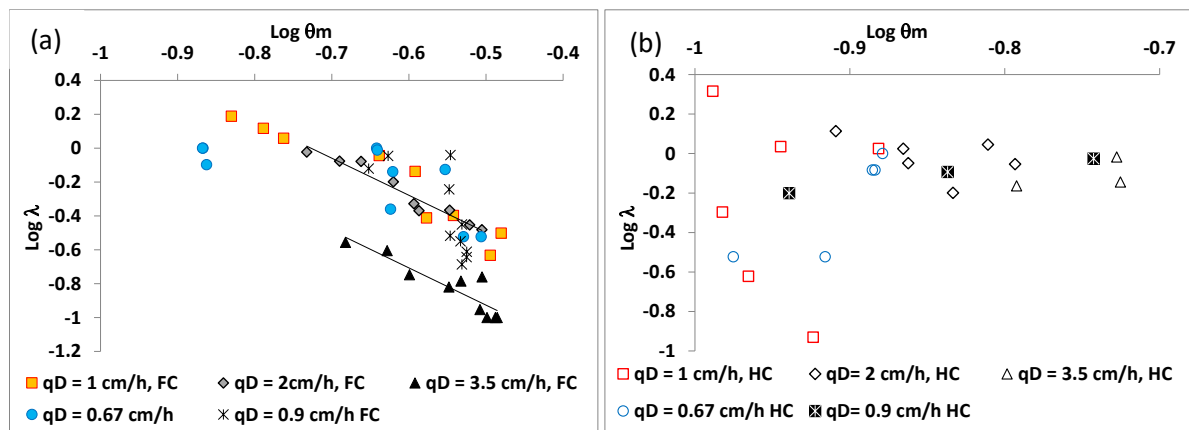 (a)
Log θm
-1 -0.9 -0.8 -0.7 -0.6 -0.5 -0.4
0.4
0.2
0
-0.2
-0.4
-0.6
-0.8
-1
-1.2
Log λ
qD = 1 cm/h, FC qD = 2cm/h, FC qD = 3.5 cm/h, FC
qD = 0.67 cm/h qD = 0.9 cm/h FC
(b)
Log θm
-1 -0.9 -0.8 -0.7
0.4
0.2
0
-0.2
-0.4
-0.6
-0.8
-1
Log λ
qD = 1 cm/h, HC qD= 2 cm/h, HC qD = 3.5 cm/h, HC
qD = 0.67 cm/h HC qD= 0.9 cm/h HC